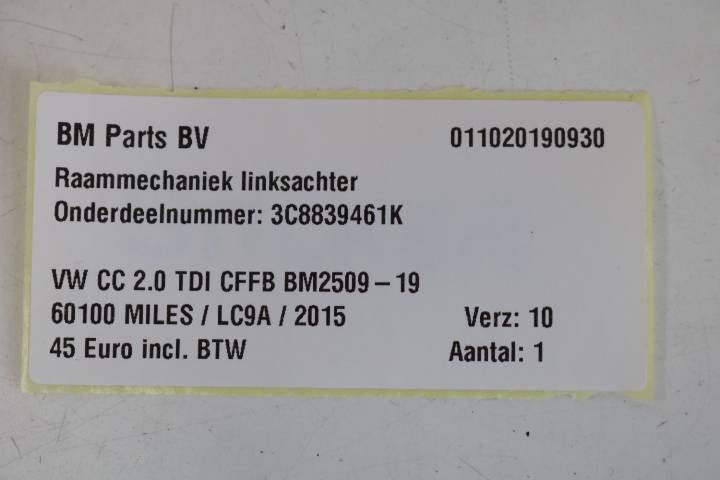 BM Parts BV 011020190930
Raammechaniek linksachter
Onderdeelnummer: 3C8839461K
VW CC 2.0 TDI CFFB BM2509-19
60100 MILES / LC9A / 2015 Verz: 10
45 Euro incl. BTW Aantal: 1